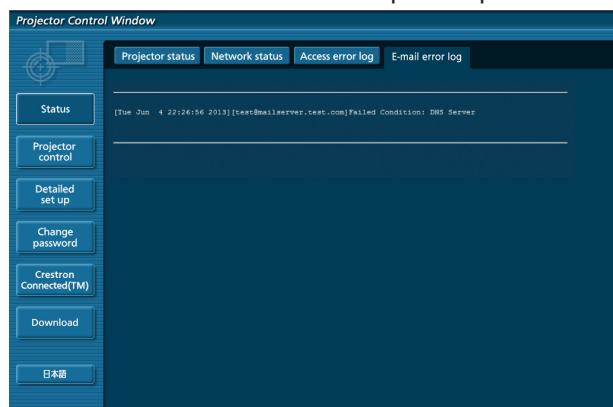 Projector Control Window
Projector status
Network status
Access error log
E-mail error log
Status
[Tue Jun  4 22:26:56 2013][test@mailserver.test.com]Failed Condition: DNS Server
Projector
control
Detailed
set up
Change
password
Crestron
Connected(TM)
Download
日本語